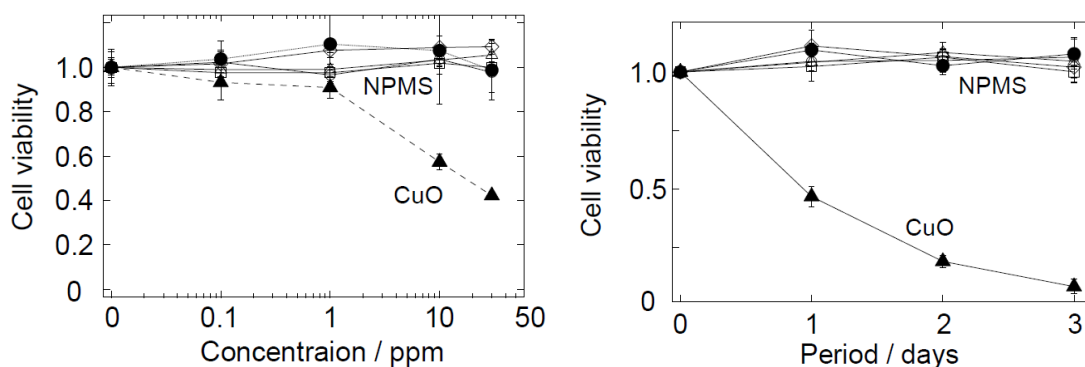 Cell viability
1.0
0.8
0.6
0.4
0.2
0
NPMS
CuO
0 0.1 1 10 50
Concentraion / ppm
Cell viability
1.0
0.5
0
NPMS
CuO
0 1 2 3
Period / days